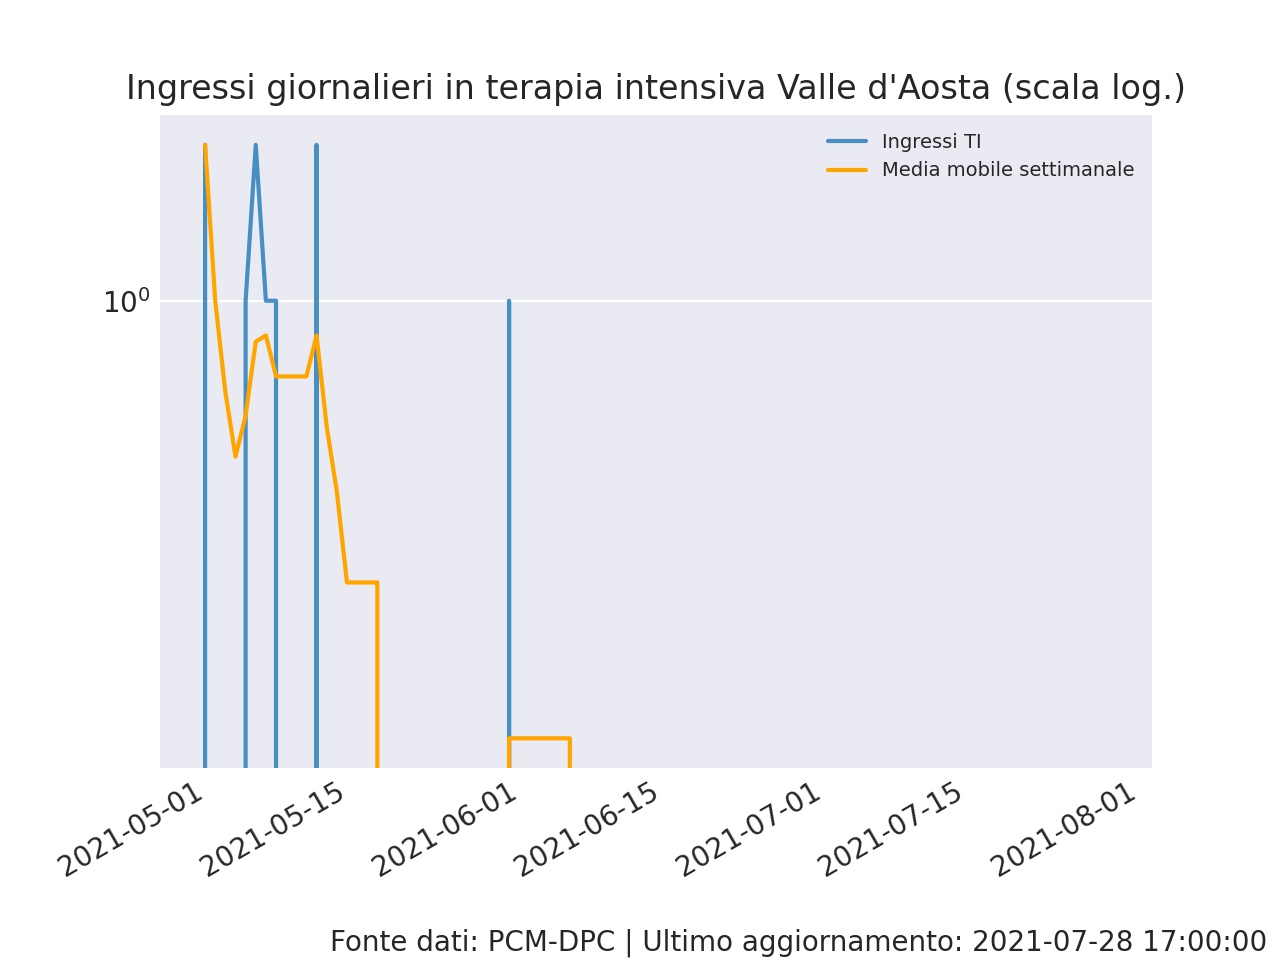 Ingressi giornalieri in terapia intensiva Valle d'Aosta (scala log.)
Ingressi TI
Media mobile settimanale
10⁰
2021-05-01
2021-05-15
2021-06-01
2021-06-15
2021-07-01
2021-07-15
2021-08-01
Fonte dati: PCM-DPC | Ultimo aggiornamento: 2021-07-28 17:00:00